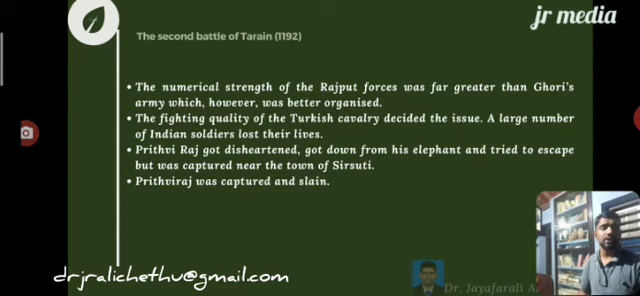 jr media
The second battle of Tarain (1192)
• The numerical strength of the Rajput forces was far greater than Ghori's
army which, however, was better organised.
• The fighting quality of the Turkish cavalry decided the issue. A large number
of Indian soldiers lost their lives.
• Prithvi Raj got disheartened, got down from his elephant and tried to escape
but was captured near the town of Sirsuti.
• Prithviraj was captured and slain.
drjralichethu@gmail.com
Dr. Jayafarali A